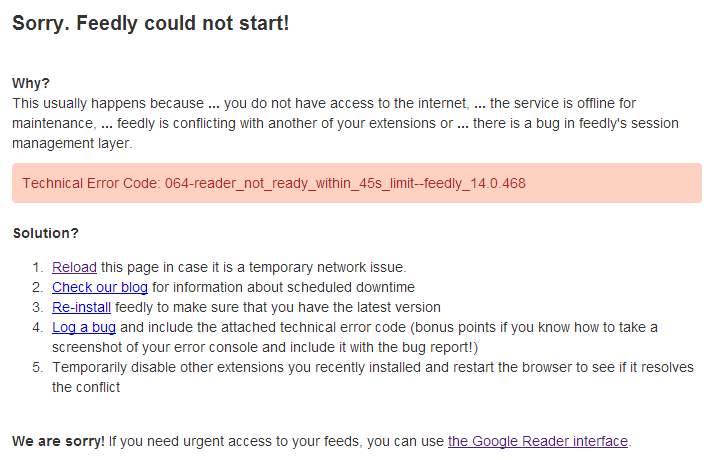 Sorry. Feedly could not start!
Why?
This usually happens because ... you do not have access to the internet, ... the service is offline for
maintenance, ... feedly is conflicting with another of your extensions or ... there is a bug in feedly's session
management layer.
Technical Error Code: 064-reader_not_ready_within_45s_limit--feedly_14.0.468
Solution?
1. Reload this page in case it is a temporary network issue.
2. Check our blog for information about scheduled downtime
3. Re-install feedly to make sure that you have the latest version
4. Log a bug and include the attached technical error code (bonus points if you know how to take a
screenshot of your error console and include it with the bug report!)
5. Temporarily disable other extensions you recently installed and restart the browser to see if it resolves
the conflict
We are sorry! If you need urgent access to your feeds, you can use the Google Reader interface.